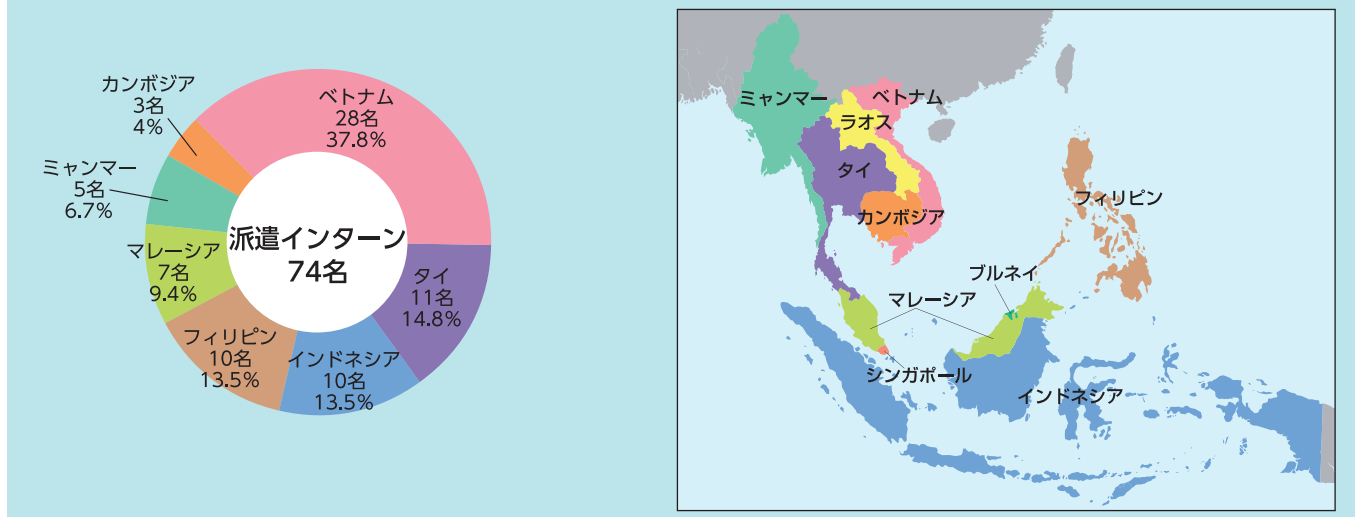 カンボジア
3名
4%
ベトナム
28名
37.8%
ミャンマー
5名
6.7%
マレーシア
7名
9.4%
派遣インターン
74名
タイ
11名
14.8%
フィリピン
10名
13.5%
インドネシア
10名
13.5%
ミャンマー
ベトナム
ラオス
タイ
カンボジア
フィリピン
ブルネイ
マレーシア
シンガポール
インドネシア